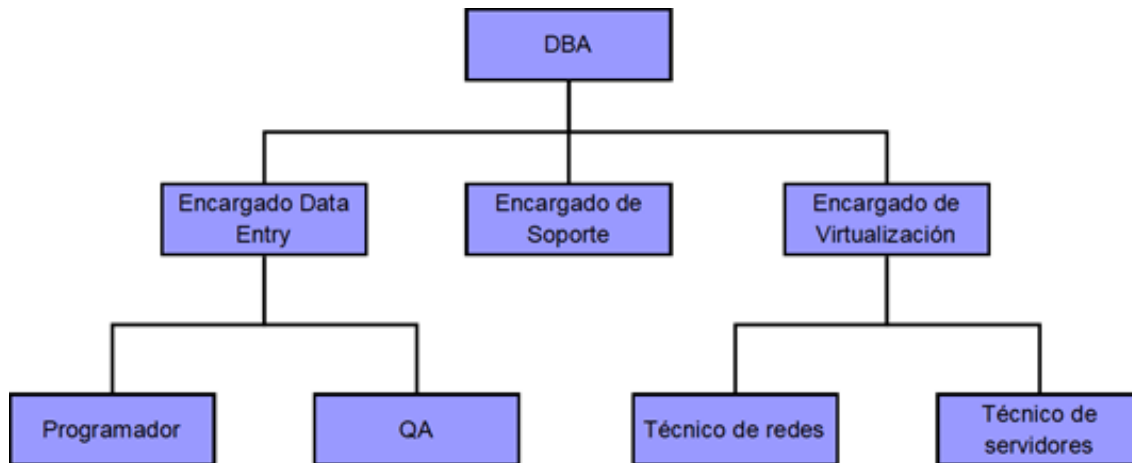 DBA
Encargado Data
Entry
Encargado de
Soporte
Encargado de
Virtualización
Programador
QA
Técnico de redes
Técnico de
servidores